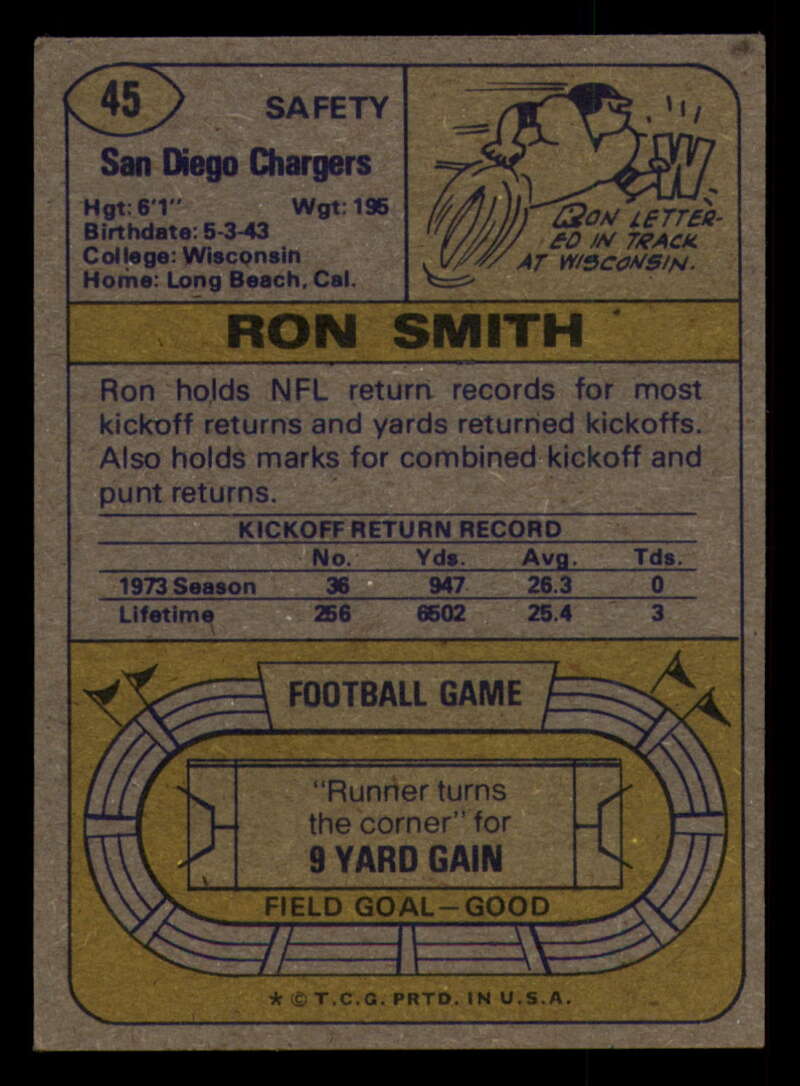 45
SAFETY
San Diego Chargers
Hgt: 6'1" Wgt: 195
Birthdate: 5-3-43
College: Wisconsin
Home: Long Beach, Cal.
W
RON LETTER-
ED IN TRACK
AT WISCONSIN.
RON SMITH
Ron holds NFL return records for most
kickoff returns and yards returned kickoffs.
Also holds marks for combined kickoff and
punt returns.
KICKOFF RETURN RECORD
No. Yds. Avg. Tds.
1973 Season 36 947 26.3 0
Lifetime 256 6502 25.4 3
FOOTBALL GAME
"Runner turns
the corner" for
9 YARD GAIN
FIELD GOAL—GOOD
* © T.C.G. PRTD. IN U.S.A.